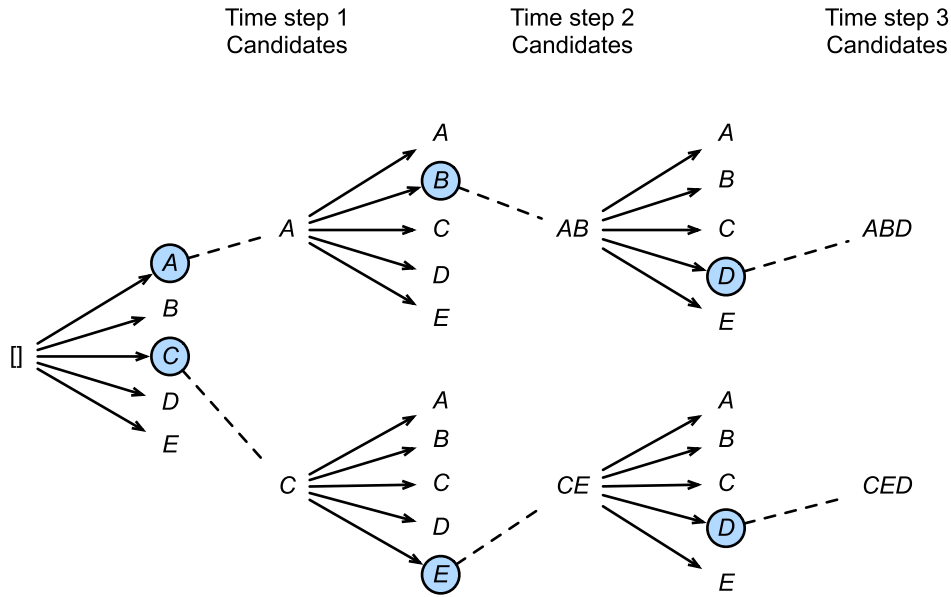 Time step 1
Candidates
Time step 2
Candidates
Time step 3
Candidates
[]
A
B
C
D
E
A
A
B
C
D
E
C
A
B
C
D
E
AB
A
B
C
D
E
CE
A
B
C
D
E
ABD
CED